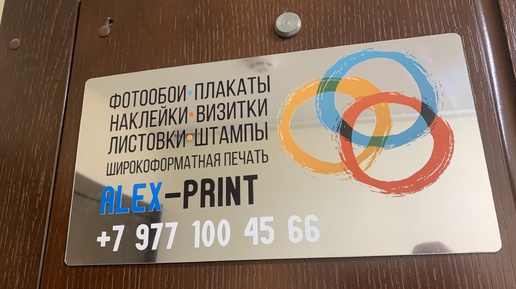 ФОТООБОИ•ПЛАКАТЫ
НАКЛЕЙКИ•ВИЗИТКИ
ЛИСТОВКИ•ШТАМПЫ
ШИРОКОФОРМАТНАЯ ПЕЧАТЬ
ALEX-PRINT
+7 977 100 45 66